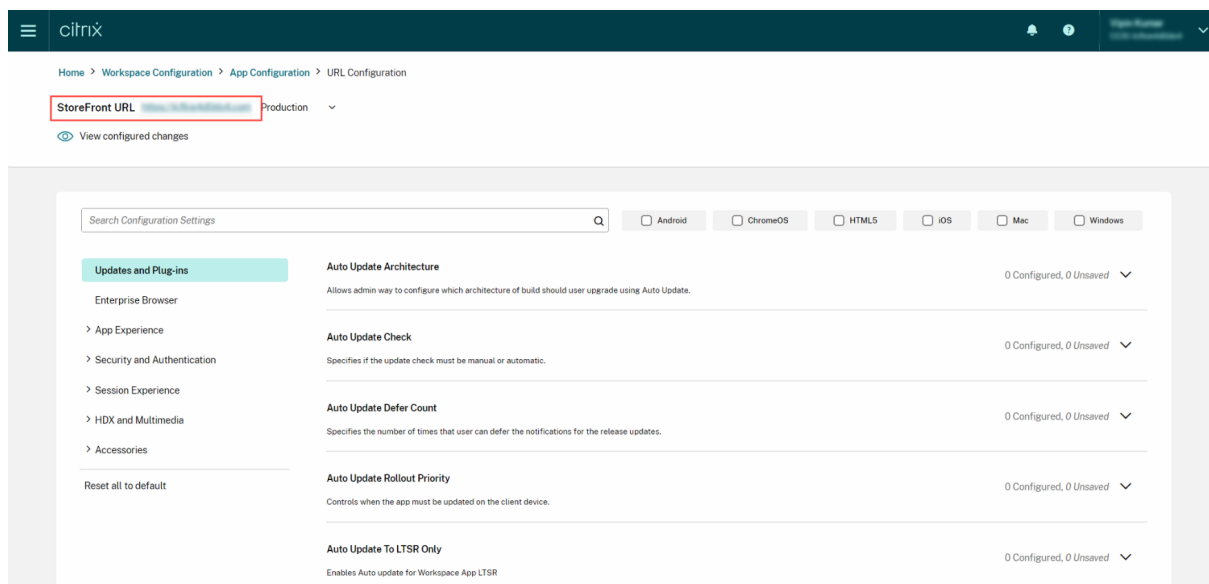 citrix
Home > Workspace Configuration > App Configuration > URL Configuration
StoreFront URL Production
View configured changes
Search Configuration Settings
Android ChromeOS HTML5 iOS Mac Windows
Updates and Plug-ins
Enterprise Browser
App Experience
Security and Authentication
Session Experience
HDX and Multimedia
Accessories
Reset all to default
Auto Update Architecture
Allows admin way to configure which architecture of build should user upgrade using Auto Update.
0 Configured, 0 Unsaved
Auto Update Check
Specifies if the update check must be manual or automatic.
0 Configured, 0 Unsaved
Auto Update Defer Count
Specifies the number of times that user can defer the notifications for the release updates.
0 Configured, 0 Unsaved
Auto Update Rollout Priority
Controls when the app must be updated on the client device.
0 Configured, 0 Unsaved
Auto Update To LTSR Only
Enables Auto update for Workspace App LTSR
0 Configured, 0 Unsaved